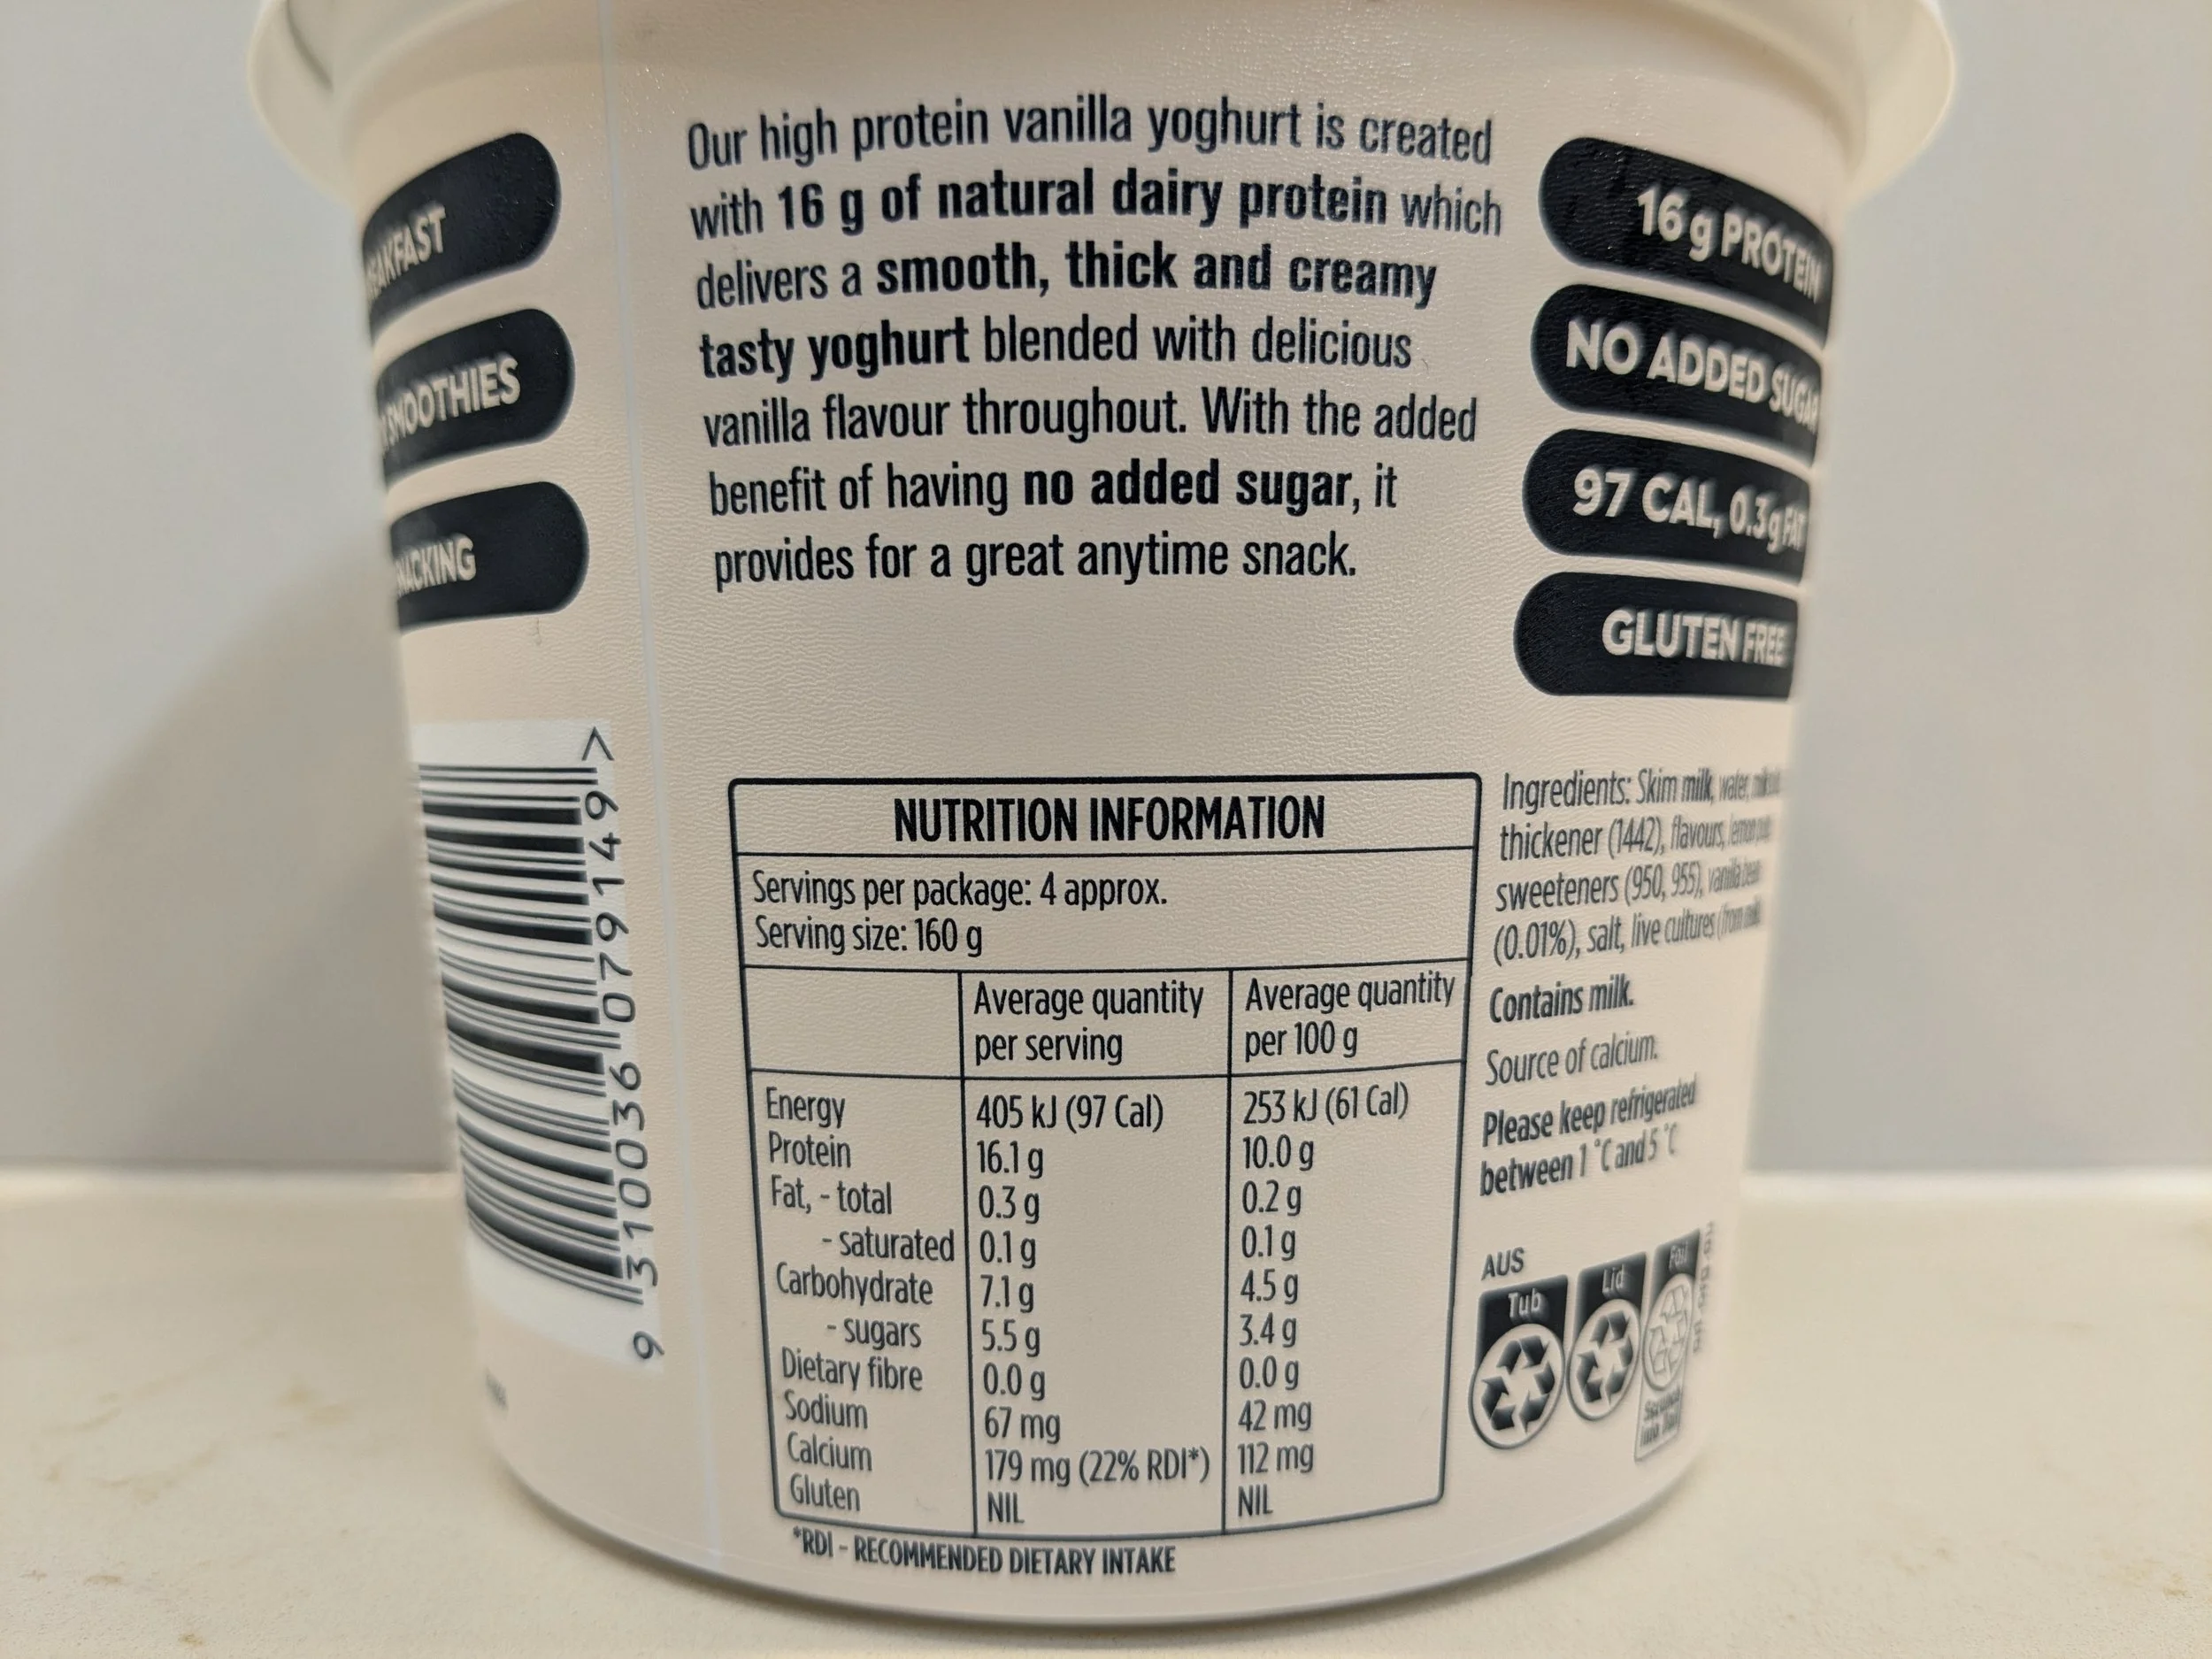 SMOOTHIES
Our high protein vanilla yoghurt is created
with 16 g of natural dairy protein which
delivers a smooth, thick and creamy
tasty yoghurt blended with delicious
vanilla flavour throughout. With the added
benefit of having no added sugar, it
provides for a great anytime snack.
16 g PROTEIN
NO ADDED SUGAR
97 CAL, 0.3 g FAT
GLUTEN FREE
9 310036 079149 >
NUTRITION INFORMATION
Servings per package: 4 approx.
Serving size: 160 g
Average quantity per serving Average quantity per 100 g
Energy 405 kJ (97 Cal) 253 kJ (61 Cal)
Protein 16.1 g 10.0 g
Fat, - total 0.3 g 0.2 g
- saturated 0.1 g 0.1 g
Carbohydrate 7.1 g 4.5 g
- sugars 5.5 g 3.4 g
Dietary fibre 0.0 g 0.0 g
Sodium 67 mg 42 mg
Calcium 179 mg (22% RDI*) 112 mg
Gluten NIL NIL
*RDI - RECOMMENDED DIETARY INTAKE
Ingredients: Skim milk, water,
thickener (1442), flavours, lemon
sweeteners (950, 955), vanilla bean
(0.01%), salt, live cultures (from
Contains milk.
Source of calcium.
Please keep refrigerated
between 1 °C and 5 °C
AUS
Tub
Lid